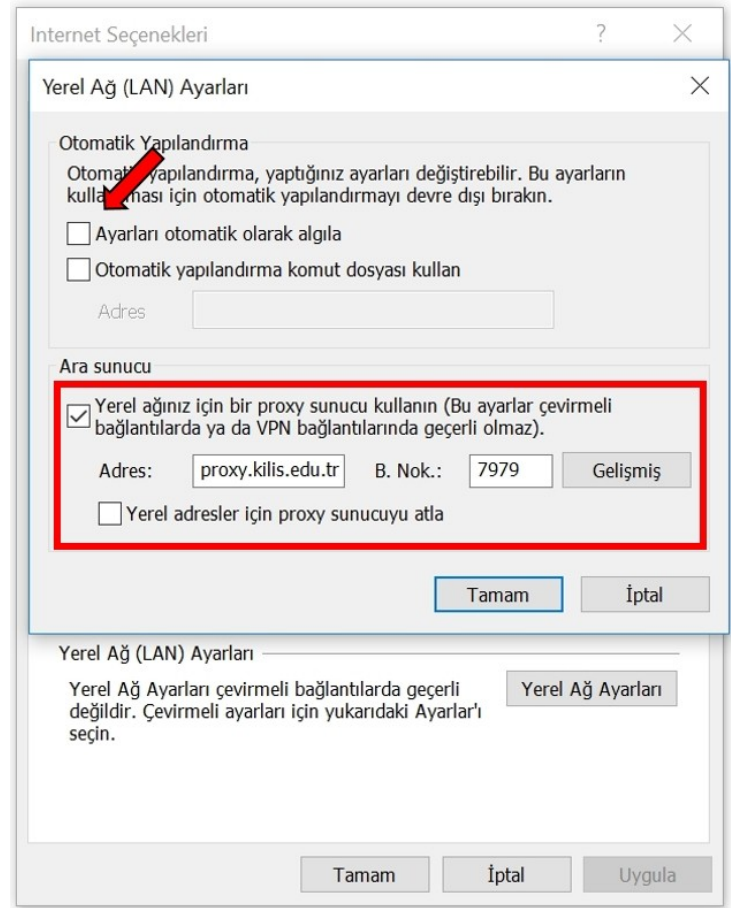 Internet Seçenekleri
Yerel Ağ (LAN) Ayarları
Otomatik Yapılandırma
yapılandırma, yaptığınız ayarları değiştirebilir. Bu ayarların
için otomatik yapılandırmayı devre dışı bırakın.
Ayarları otomatik olarak algıla
Otomatik yapılandırma komut dosyası kullan
Adres
Ara sunucu
Yerel ağınız için bir proxy sunucu kullanın (Bu ayarlar çevirmeli
bağlantılarda ya da VPN bağlantılarında geçerli olmaz).
Adres: proxy.kilis.edu.tr B. Nok.: 7979 Gelişmiş
Yerel adresler için proxy sunucuyu atla
Tamam İptal
Yerel Ağ (LAN) Ayarları
Yerel Ağ Ayarları çevirmeli bağlantılarda geçerli
değildir. Çevirmeli ayarları için yukarıdaki Ayarlar'ı
seçin.
Yerel Ağ Ayarları
Tamam İptal Uygula